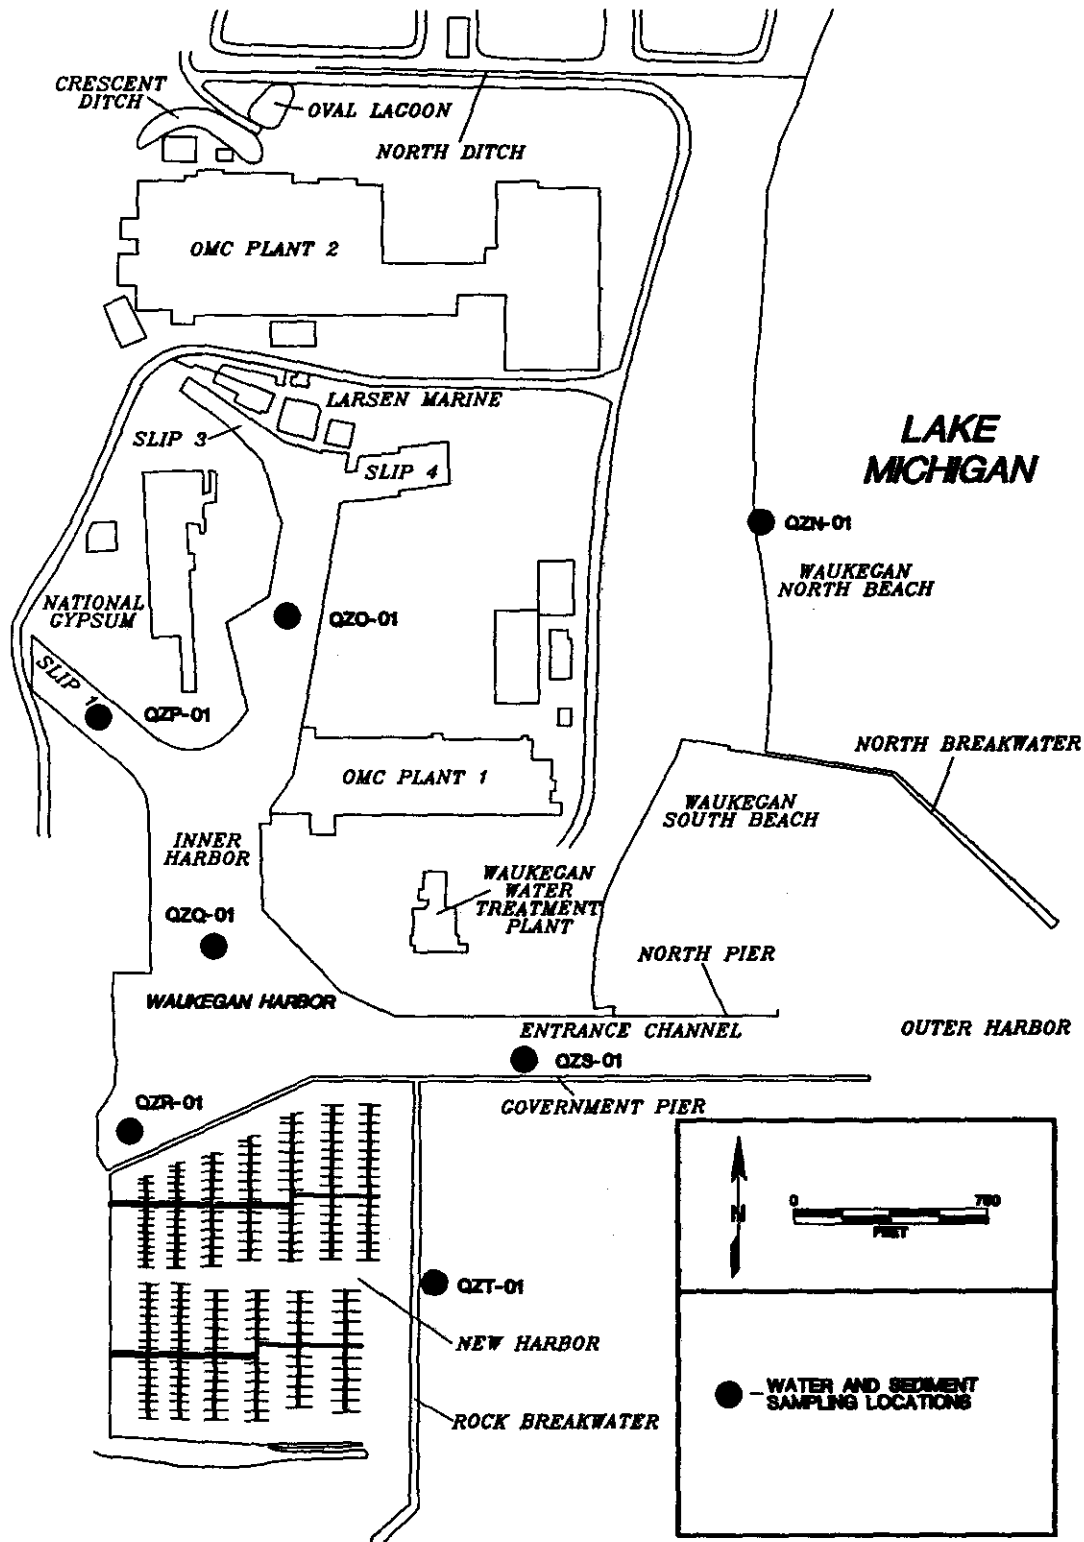 CRESCENT
DITCH
OVAL LAGOON
NORTH DITCH
OMC PLANT 2
LARSEN MARINE
SLIP 3
SLIP 4
LAKE
MICHIGAN
QZN-01
WAUKEGAN
NORTH BEACH
NATIONAL
GYPSUM
QZO-01
SLIP 1
QZP-01
NORTH BREAKWATER
OMC PLANT 1
WAUKEGAN
SOUTH BEACH
INNER
HARBOR
WAUKEGAN
WATER
TREATMENT
PLANT
QZQ-01
NORTH PIER
WAUKEGAN HARBOR
ENTRANCE CHANNEL
OUTER HARBOR
QZS-01
QZR-01
GOVERNMENT PIER
N
0
FEET
QZT-01
NEW HARBOR
WATER AND SEDIMENT
SAMPLING LOCATIONS
ROCK BREAKWATER